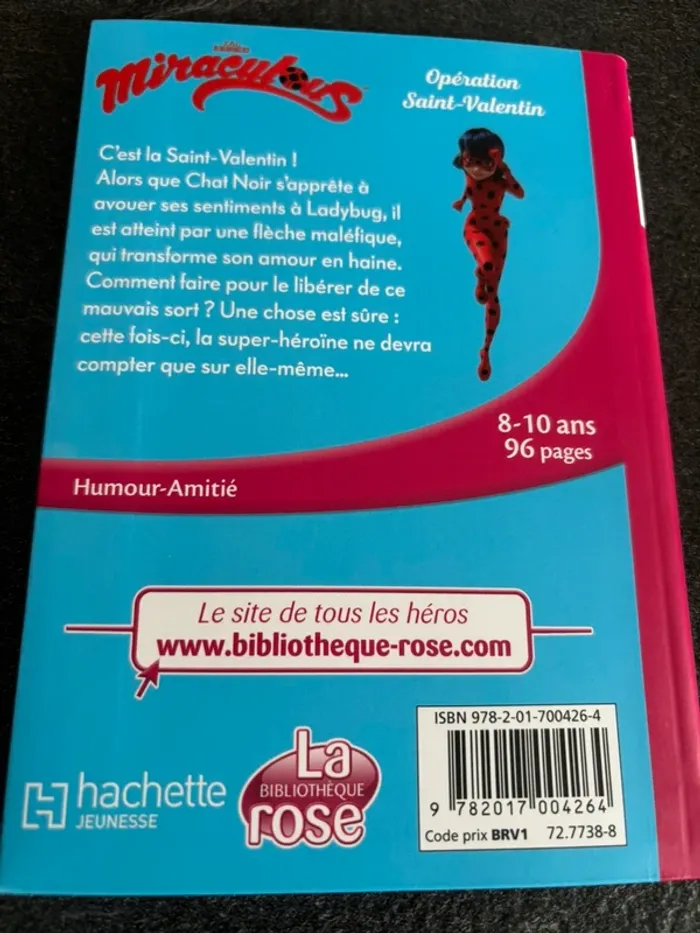 Miraculous
Opération
Saint-Valentin
C'est la Saint-Valentin !
Alors que Chat Noir s'apprête à
avouer ses sentiments à Ladybug, il
est atteint par une flèche maléfique,
qui transforme son amour en haine.
Comment faire pour le libérer de ce
mauvais sort ? Une chose est sûre :
cette fois-ci, la super-héroïne ne devra
compter que sur elle-même...
8-10 ans
96 pages
Humour-Amitié
Le site de tous les héros
www.bibliotheque-rose.com
hachette
JEUNESSE
La
BIBLIOTHÈQUE
rose
ISBN 978-2-01-700426-4
9 782017 004264
Code prix BRV1 72.7738-8